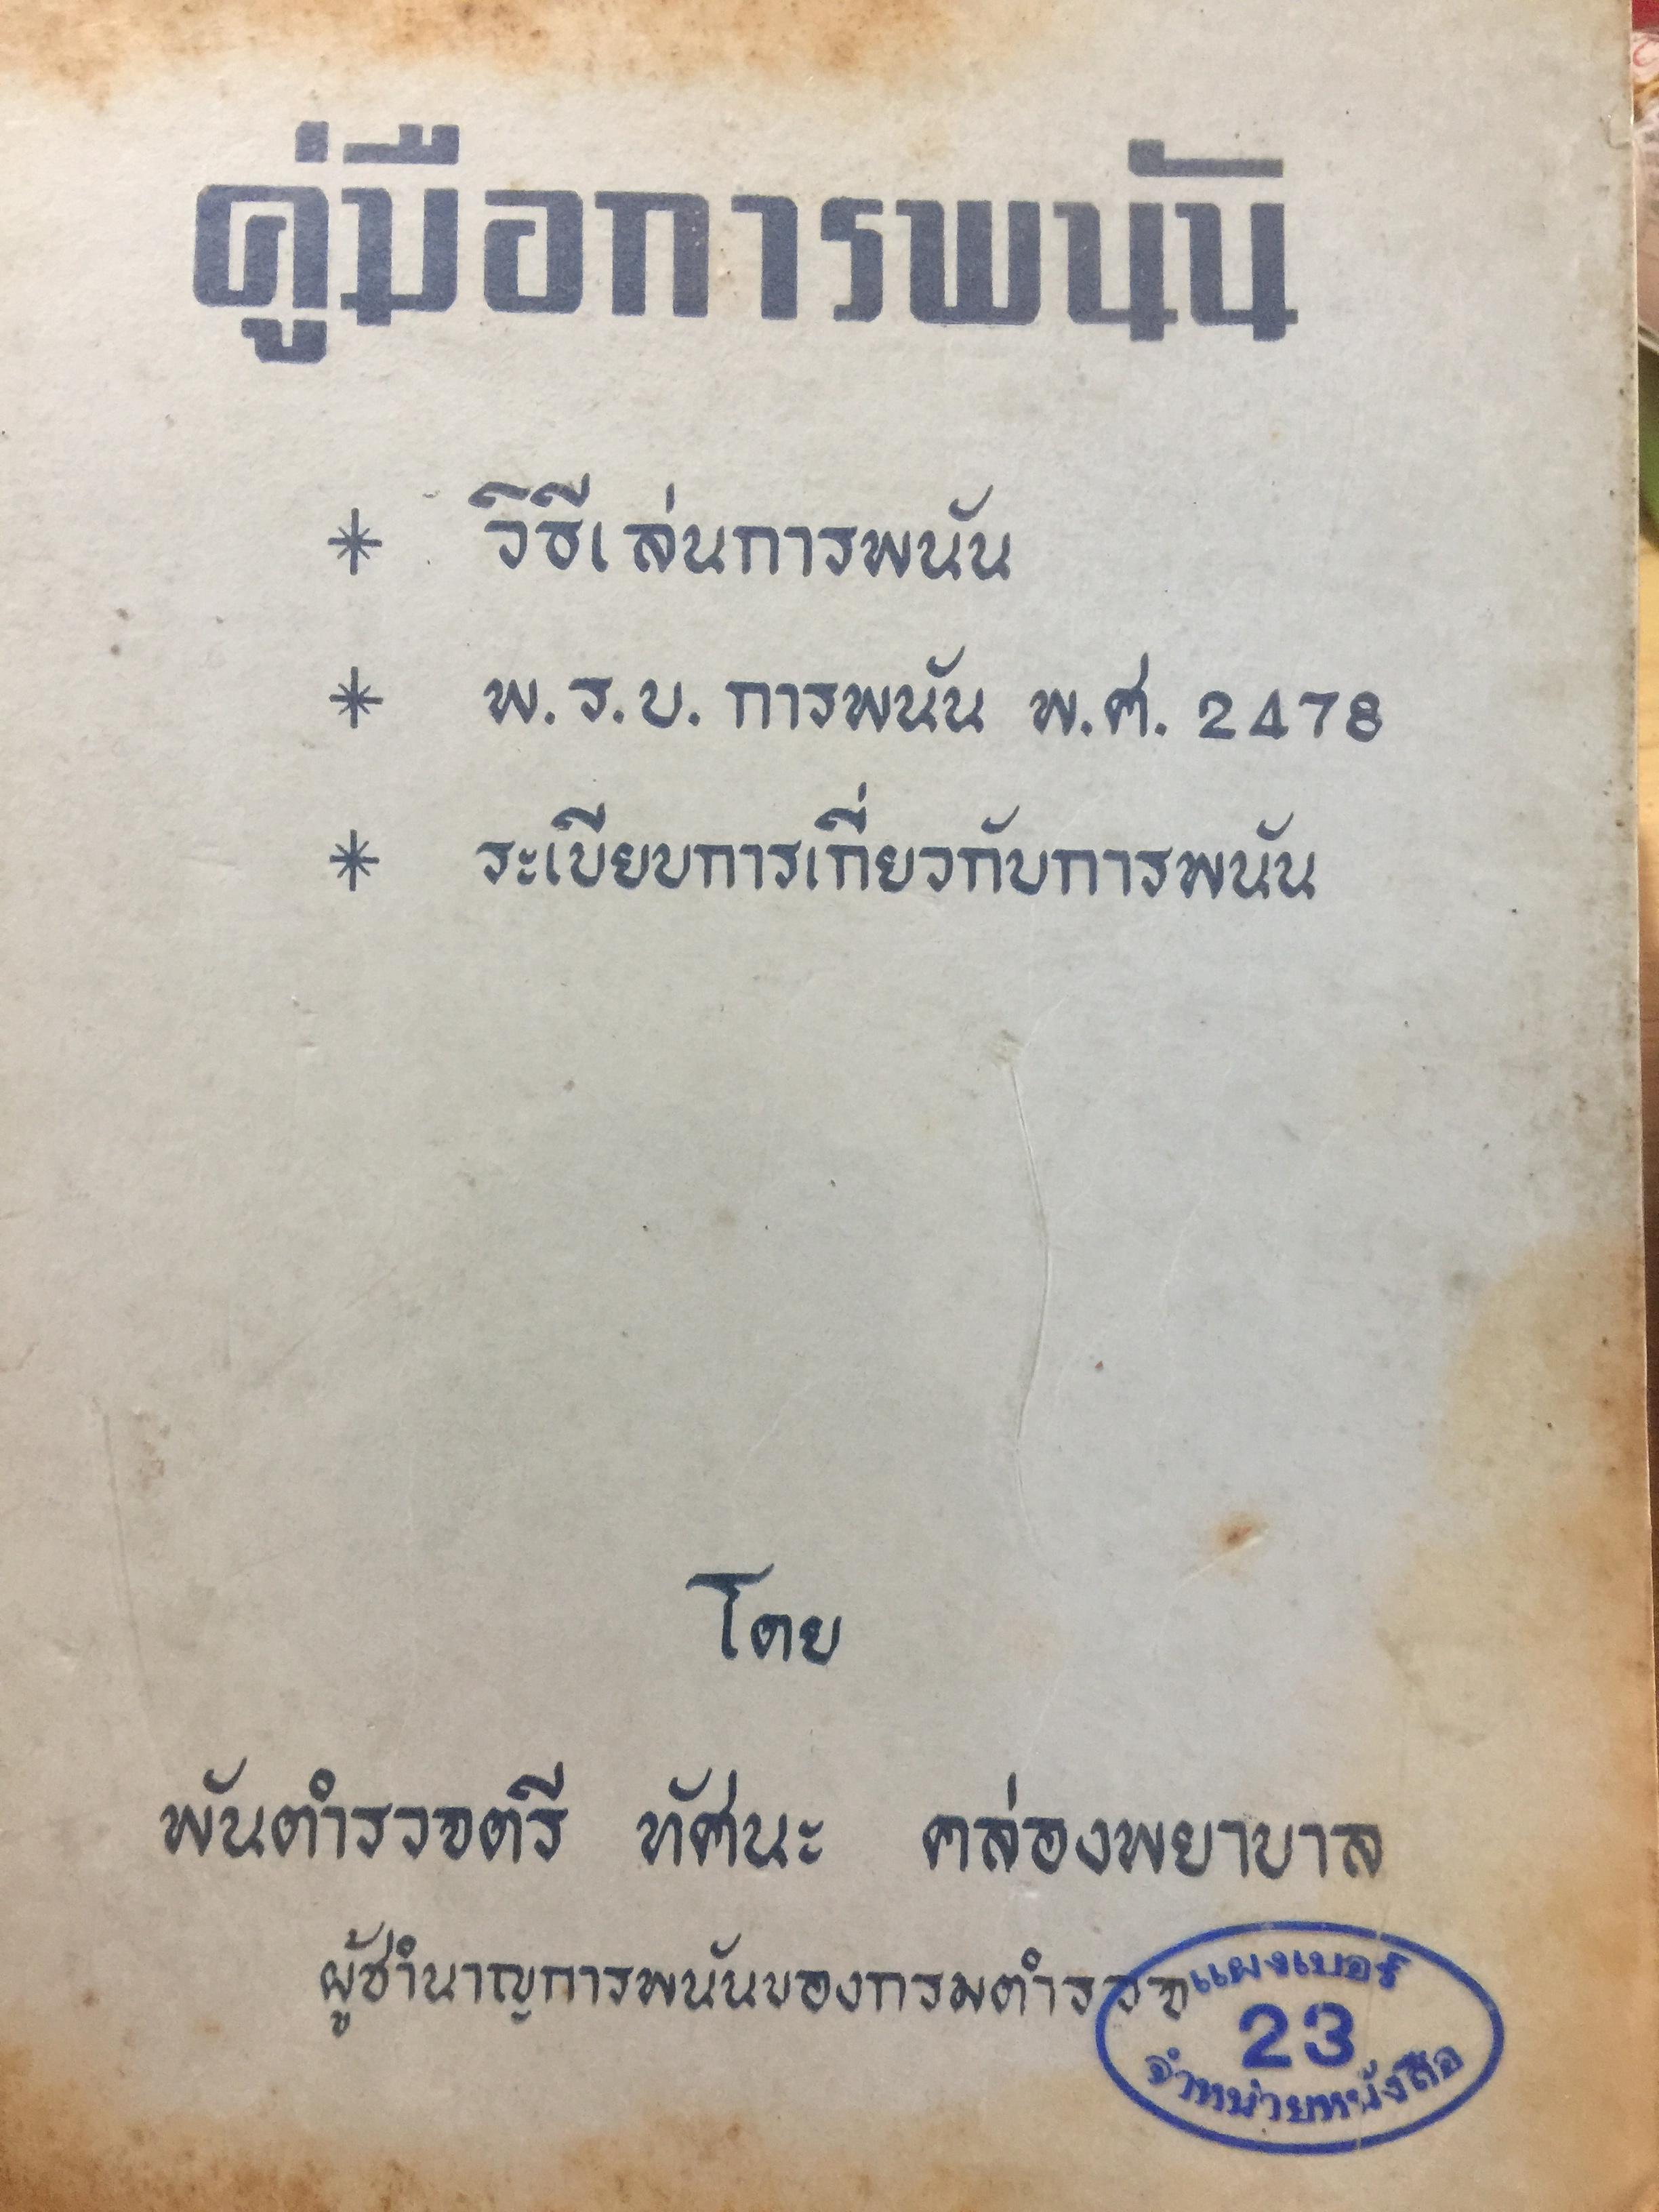 คู่มือการพนัน
* วิธีเล่นการพนัน
* พ.ร.บ. การพนัน พ.ศ. 2478
* ระเบียบการเกี่ยวกับการพนัน
โดย
พันตำรวจตรี ทัศนะ คล่องพยาบาล
ผู้ชำนาญการพนันของกรมตำรวจ
แผงเบอร์
23
จำหน่ายหนังสือ